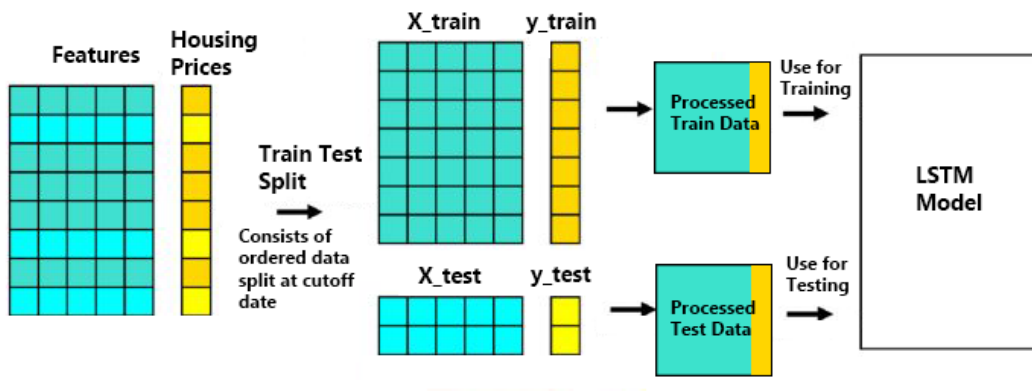 Features
Housing
Prices
Train Test
Split
Consists of
ordered data
split at cutoff
date
X_train
y_train
X_test
y_test
Processed
Train Data
Use for
Training
Processed
Test Data
Use for
Testing
LSTM
Model